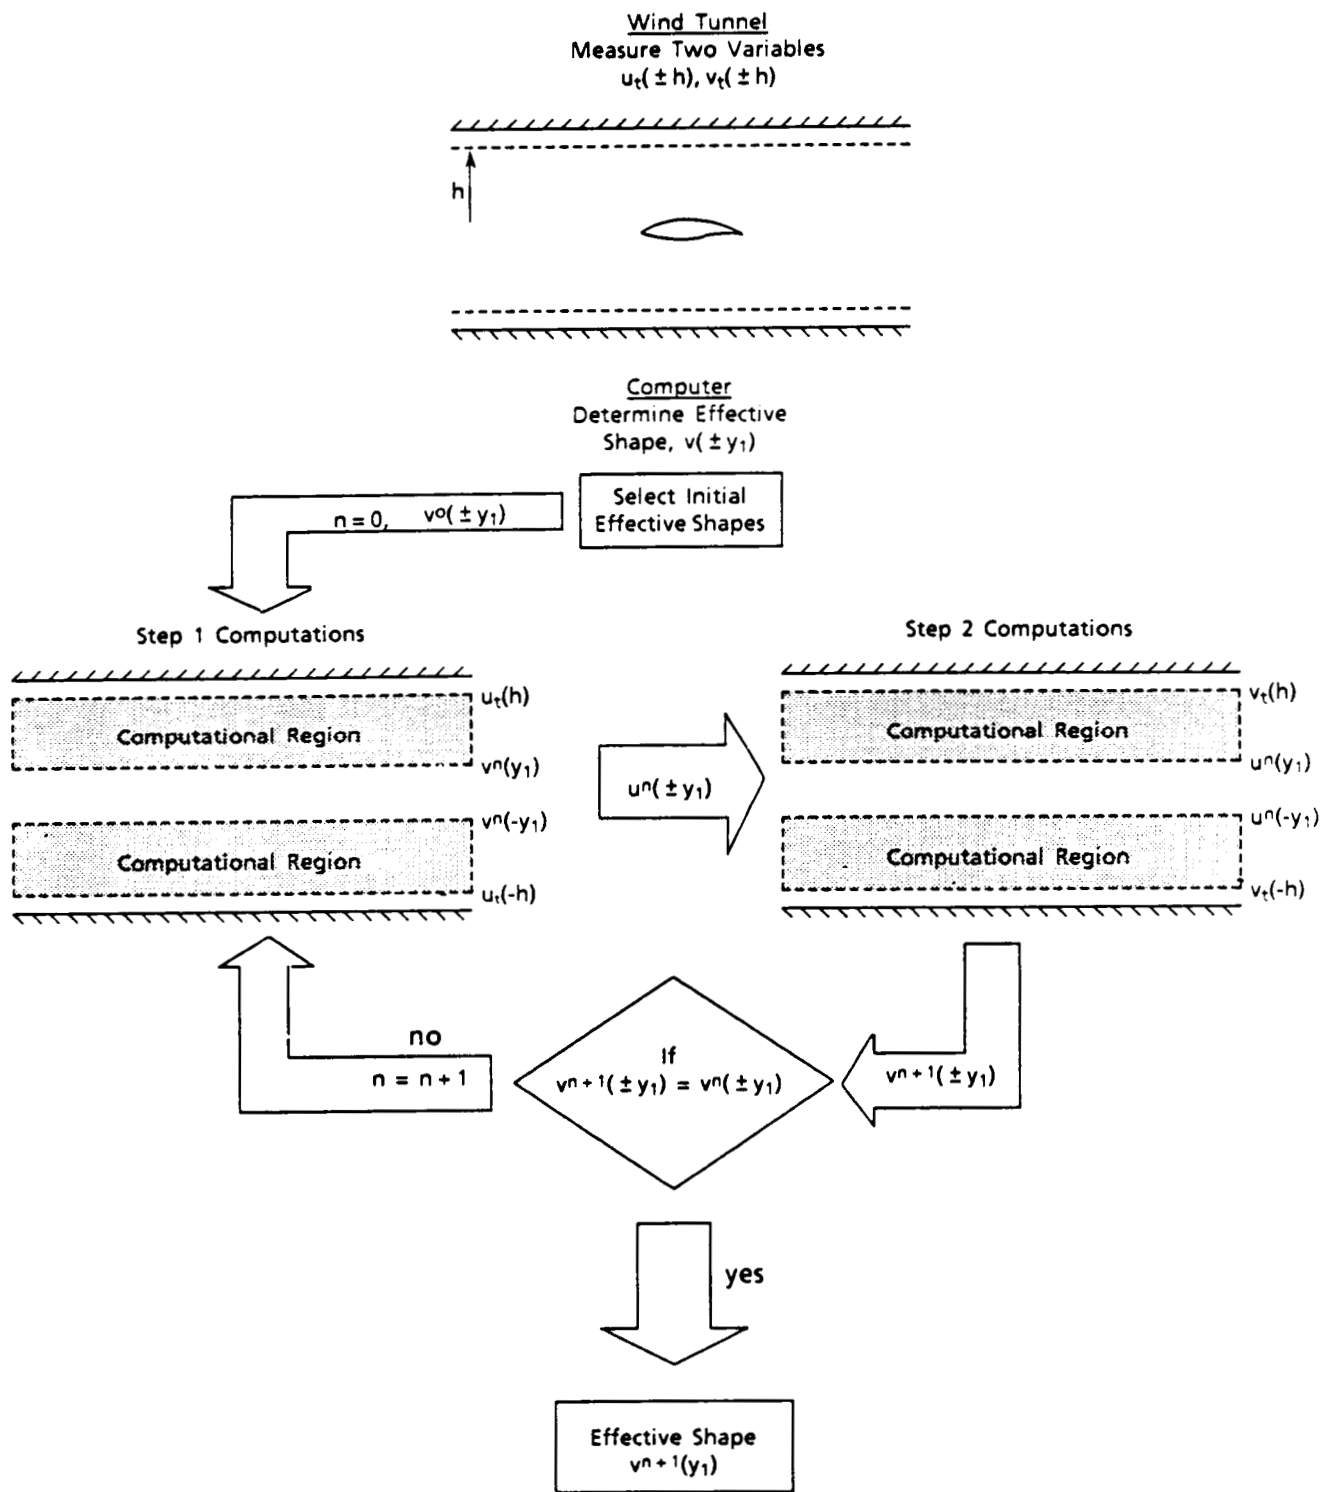 Wind Tunnel
Measure Two Variables
uₜ(±h), vₜ(±h)
h
Computer
Determine Effective
Shape, v(±y₁)
Select Initial
Effective Shapes
n = 0, v⁰(±y₁)
Step 1 Computations
Step 2 Computations
uₜ(h)
Computational Region
vⁿ(y₁)
vⁿ(-y₁)
Computational Region
uₜ(-h)
uⁿ(±y₁)
vₜ(h)
Computational Region
uⁿ(y₁)
uⁿ(-y₁)
Computational Region
vₜ(-h)
no
n = n + 1
If
vⁿ⁺¹(±y₁) = vⁿ(±y₁)
vⁿ⁺¹(±y₁)
yes
Effective Shape
vⁿ⁺¹(y₁)